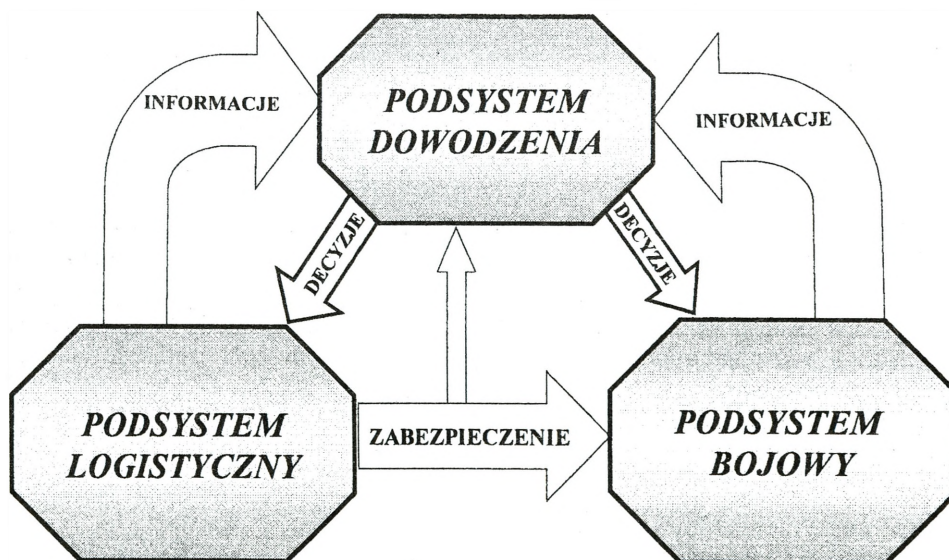 INFORMACJE
PODSYSTEM
DOWODZENIA
INFORMACJE
DECYZJE
DECYZJE
PODSYSTEM
LOGISTYCZNY
ZABEZPIECZENIE
PODSYSTEM
BOJOWY